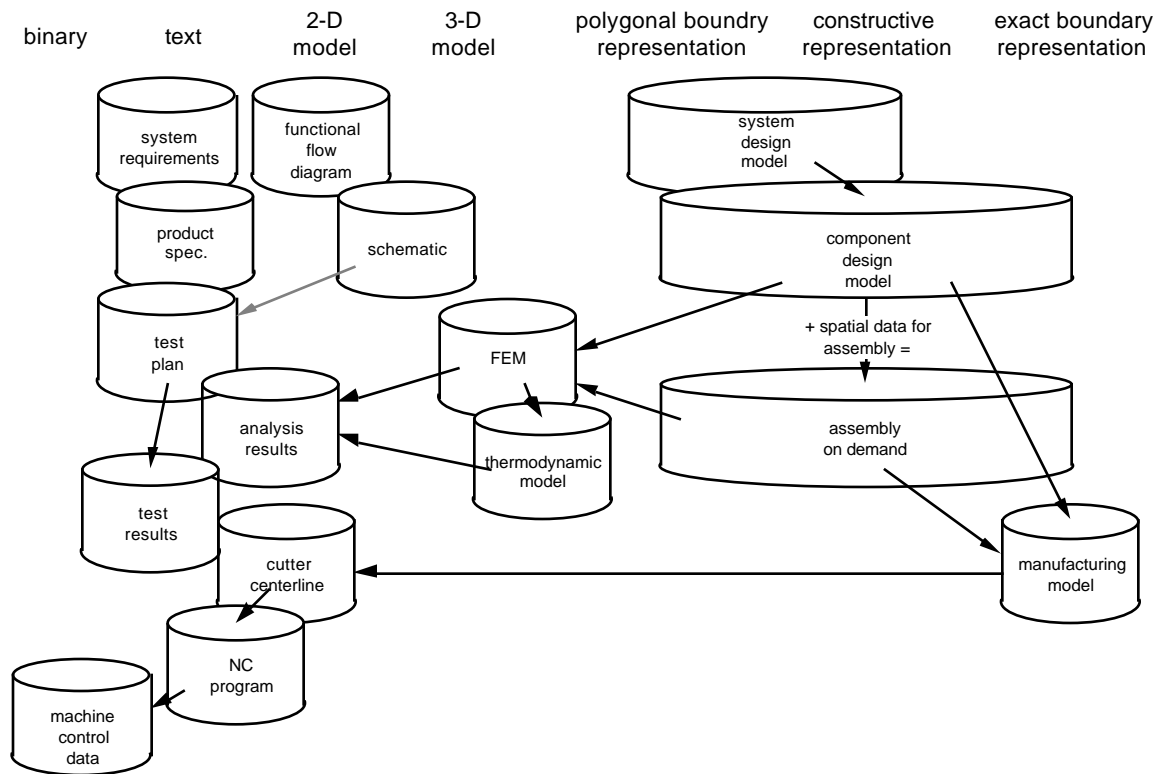 binary
text
2-D
model
3-D
model
polygonal boundry
representation
constructive
representation
exact boundary
representation
system
requirements
functional
flow
diagram
system
design
model
product
spec.
schematic
component
design
model
test
plan
FEM
+ spatial data for
assembly =
analysis
results
thermodynamic
model
assembly
on demand
test
results
cutter
centerline
manufacturing
model
NC
program
machine
control
data